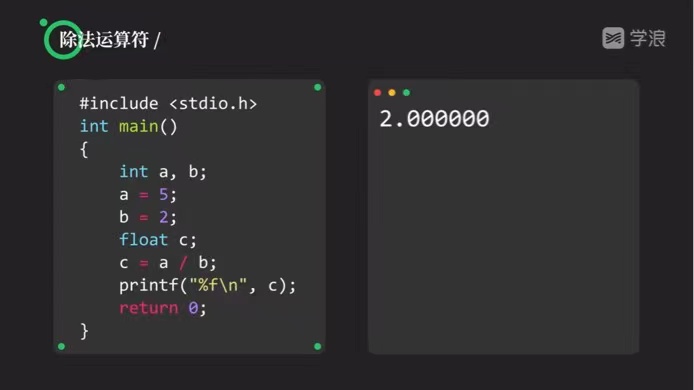 除法运算符 /
学浪
#include <stdio.h>
int main()
{
    int a, b;
    a = 5;
    b = 2;
    float c;
    c = a / b;
    printf("%f\n", c);
    return 0;
}
2.000000